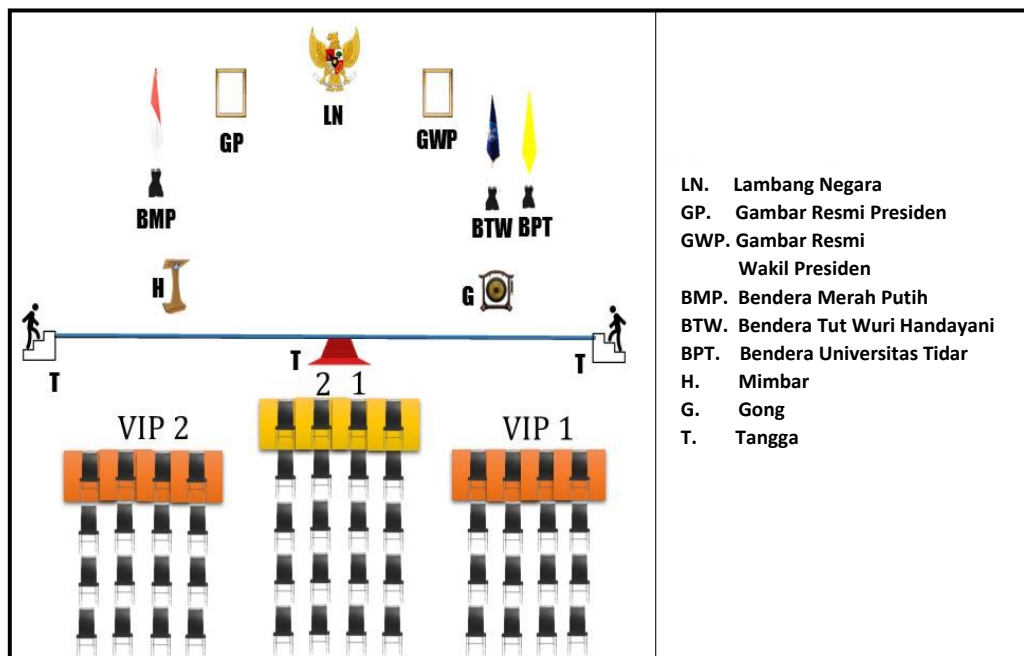 LN
GP
GWP
BMP
BTW BPT
H
G
T
T
T
2 1
VIP 2
VIP 1
LN. Lambang Negara
GP. Gambar Resmi Presiden
GWP. Gambar Resmi
Wakil Presiden
BMP. Bendera Merah Putih
BTW. Bendera Tut Wuri Handayani
BPT. Bendera Universitas Tidar
H. Mimbar
G. Gong
T. Tangga